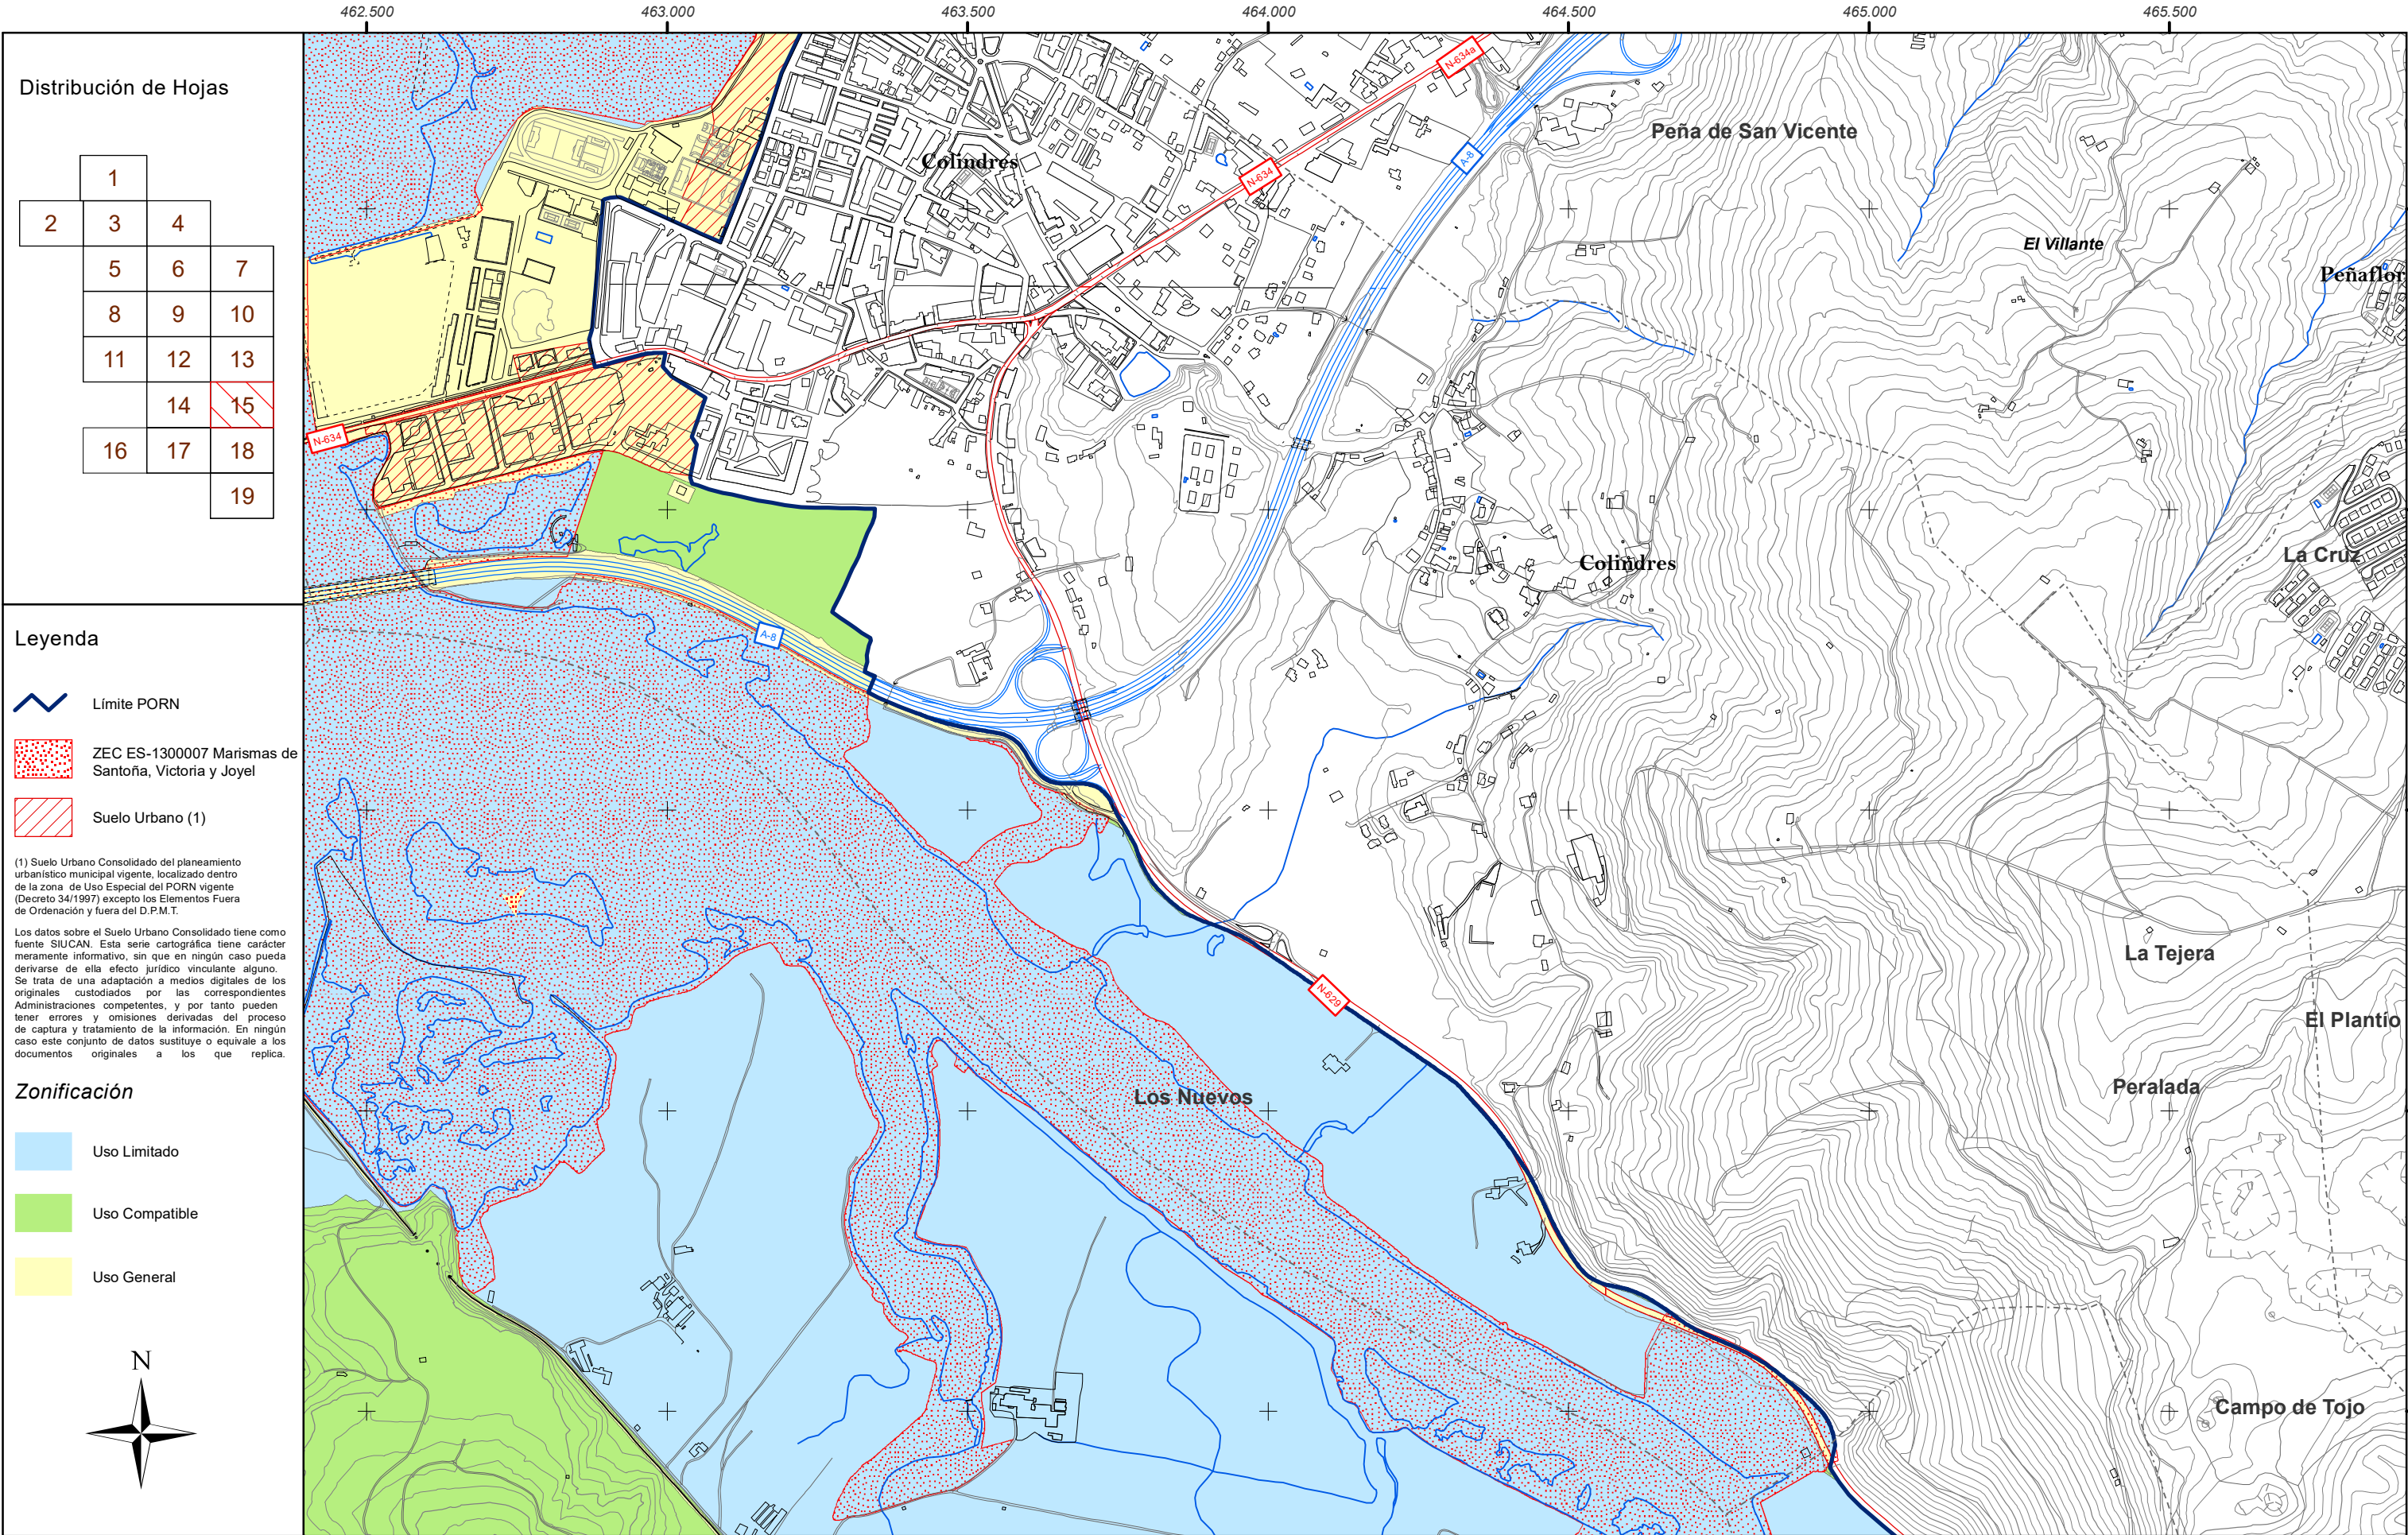 462.500 463.000 463.500 464.000 464.500 465.000 465.500
Distribución de Hojas
1
2 3 4
5 6 7
8 9 10
11 12 13
14 15
16 17 18
19
Leyenda
Límite PORN
ZEC ES-1300007 Marismas de
Santoña, Victoria y Joyel
Suelo Urbano (1)
(1) Suelo Urbano Consolidado del planeamiento
urbanístico municipal vigente, localizado dentro
de la zona de Uso Especial del PORN vigente
(Decreto 34/1997) excepto los Elementos Fuera
de Ordenación y fuera del D.P.M.T.
Los datos sobre el Suelo Urbano Consolidado tiene como
fuente SIUCAN. Esta serie cartográfica tiene carácter
meramente informativo, sin que en ningún caso pueda
derivarse de ella efecto jurídico vinculante alguno.
Se trata de una adaptación a medios digitales de los
originales custodiados por las correspondientes
Administraciones competentes, y por tanto pueden
tener errores y omisiones derivadas del proceso
de captura y tratamiento de la información. En ningún
caso este conjunto de datos sustituye o equivale a los
documentos originales a los que replica.
Zonificación
Uso Limitado
Uso Compatible
Uso General
N
N-634a
Peña de San Vicente
Colindres
A-8
N-634
El Villante
Peñaflor
N-634
La Cruz
Colindres
A-8
La Tejera
N-629
El Plantío
Peralada
Los Nuevos
Campo de Tojo